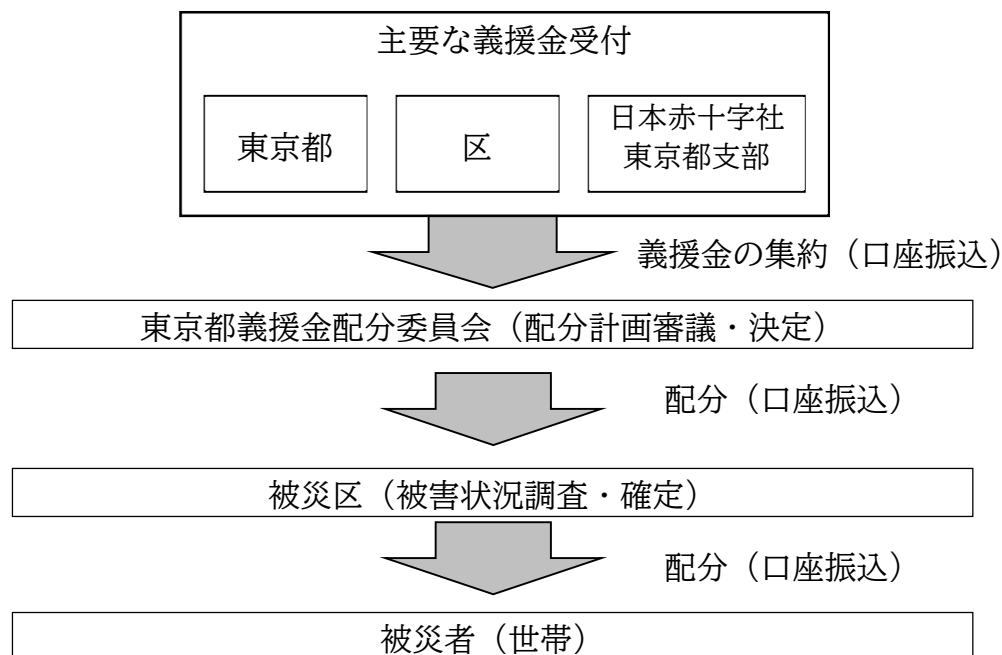 主要な義援金受付
東京都
区
日本赤十字社
東京都支部
義援金の集約（口座振込）
東京都義援金配分委員会（配分計画審議・決定）
配分（口座振込）
被災区（被害状況調査・確定）
配分（口座振込）
被災者（世帯）